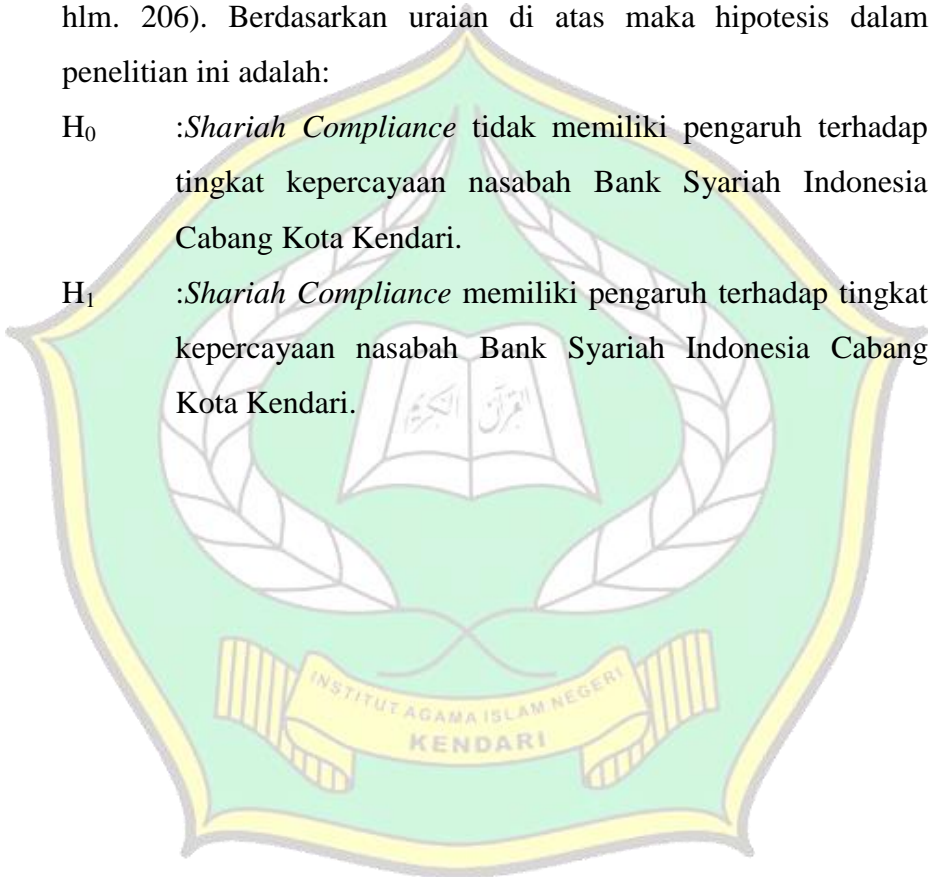 hlm. 206). Berdasarkan uraian di atas maka hipotesis dalam
penelitian ini adalah:
H₀ :Shariah Compliance tidak memiliki pengaruh terhadap
tingkat kepercayaan nasabah Bank Syariah Indonesia
Cabang Kota Kendari.
H₁ :Shariah Compliance memiliki pengaruh terhadap tingkat
kepercayaan nasabah Bank Syariah Indonesia Cabang
Kota Kendari.
القرآن الكريم
INSTITUT AGAMA ISLAM NEGERI
KENDARI